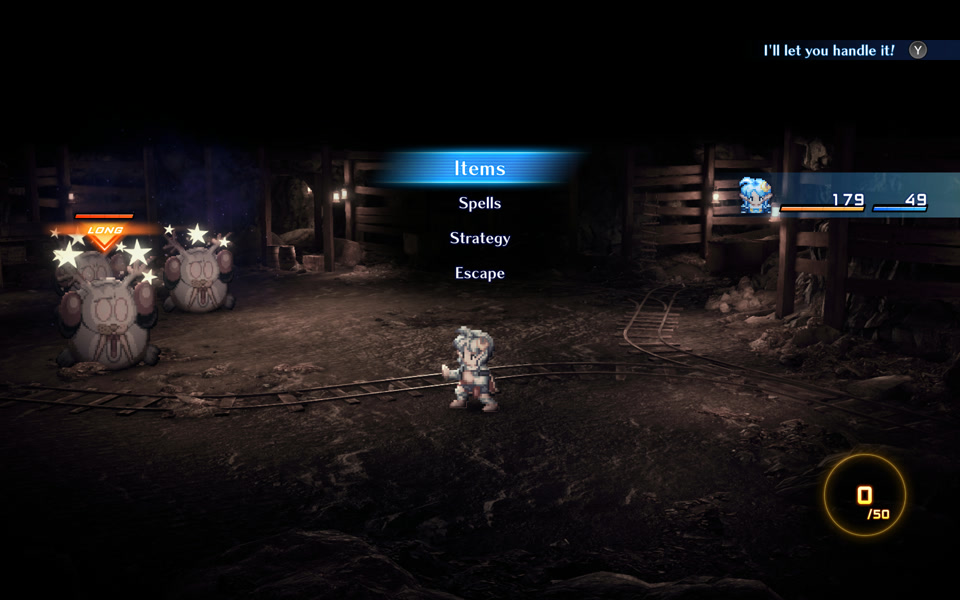 I'll let you handle it! Y
Items
Spells
Strategy
Escape
179 49
LONG
0
/50